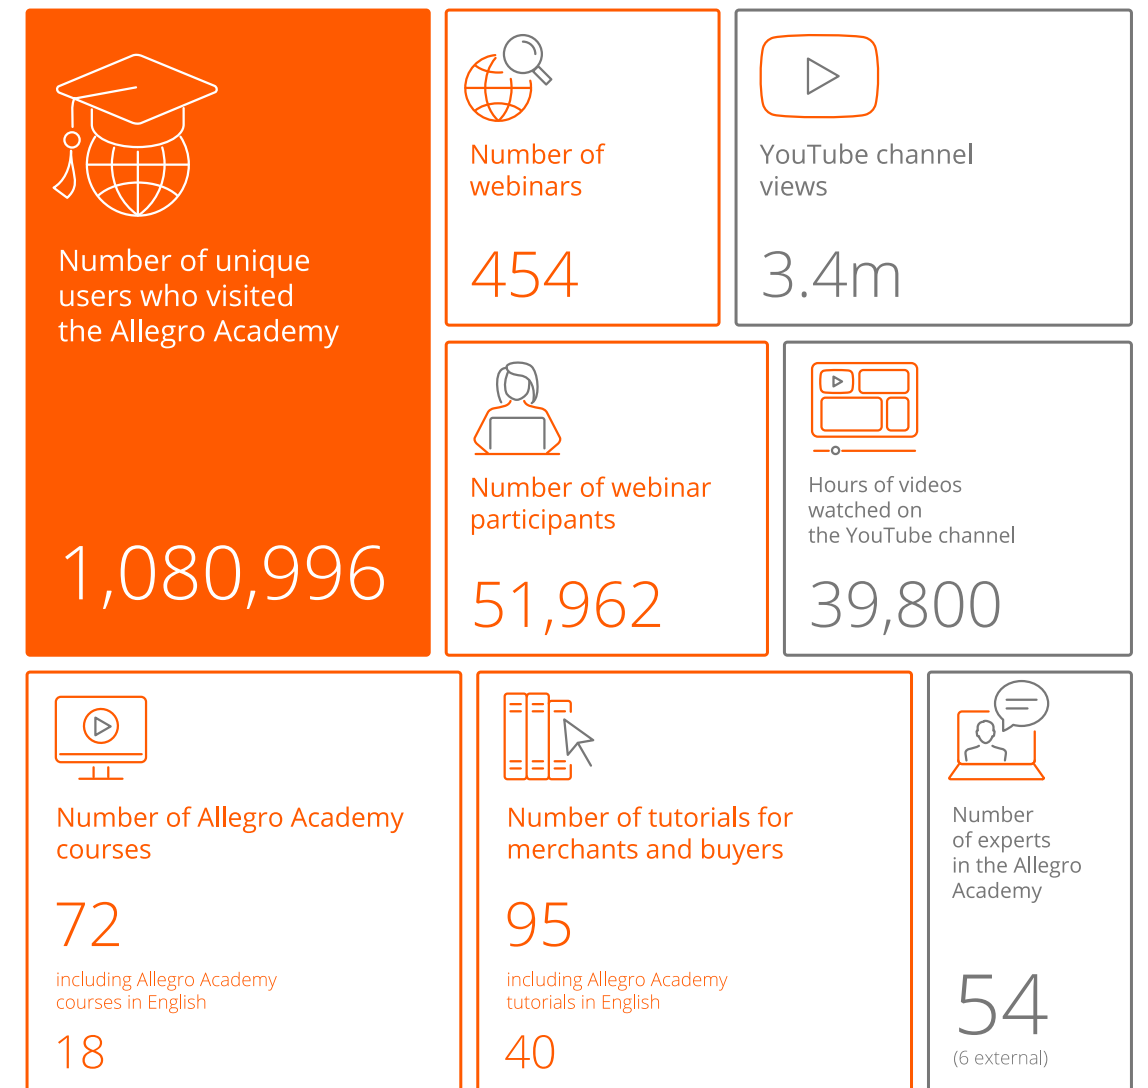 Number of unique
users who visited
the Allegro Academy
1,080,996
Number of
webinars
454
YouTube channel
views
3.4m
Number of webinar
participants
51,962
Hours of videos
watched on
the YouTube channel
39,800
Number of Allegro Academy
courses
72
including Allegro Academy
courses in English
18
Number of tutorials for
merchants and buyers
95
including Allegro Academy
tutorials in English
40
Number
of experts
in the Allegro
Academy
54
(6 external)